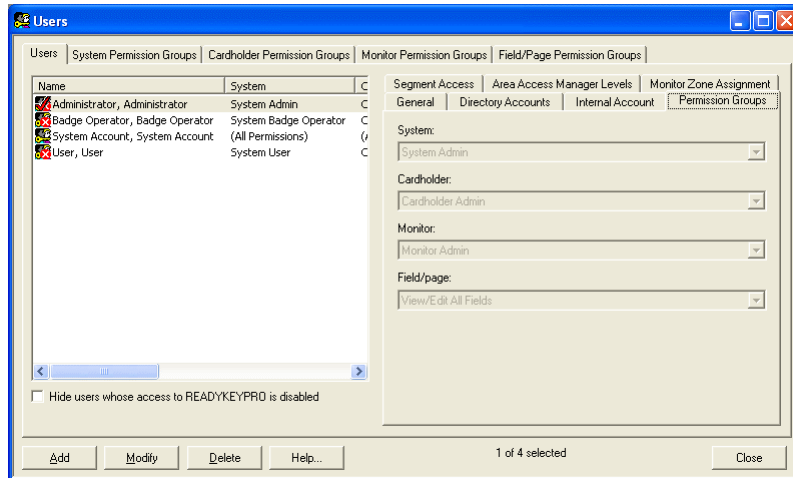 Users
Users System Permission Groups Cardholder Permission Groups Monitor Permission Groups Field/Page Permission Groups
Name System C
Administrator, Administrator System Admin C
Badge Operator, Badge Operator System Badge Operator C
System Account, System Account (All Permissions) (A
User, User System User C
Hide users whose access to READYKEYPRO is disabled
Segment Access Area Access Manager Levels Monitor Zone Assignment
General Directory Accounts Internal Account Permission Groups
System:
System Admin
Cardholder:
Cardholder Admin
Monitor:
Monitor Admin
Field/page:
View/Edit All Fields
Add Modify Delete Help... 1 of 4 selected Close